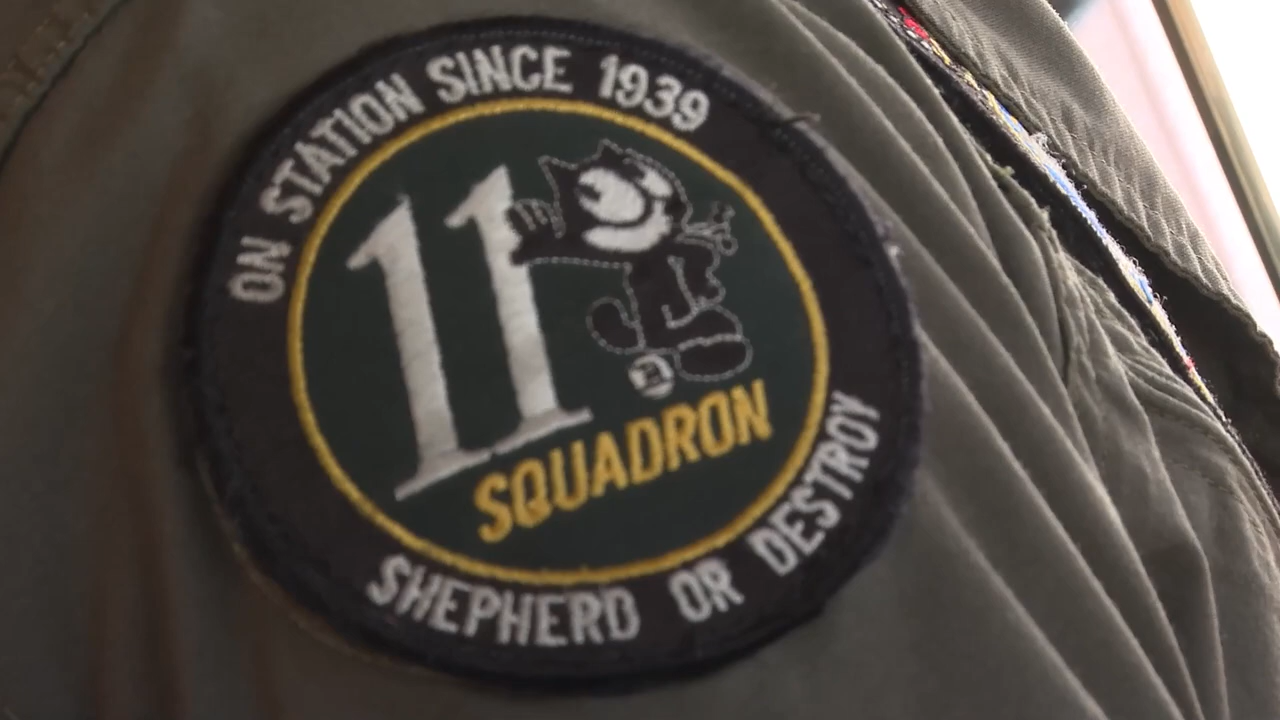 ON STATION SINCE 1939
11
SQUADRON
SHEPHERD OR DESTROY